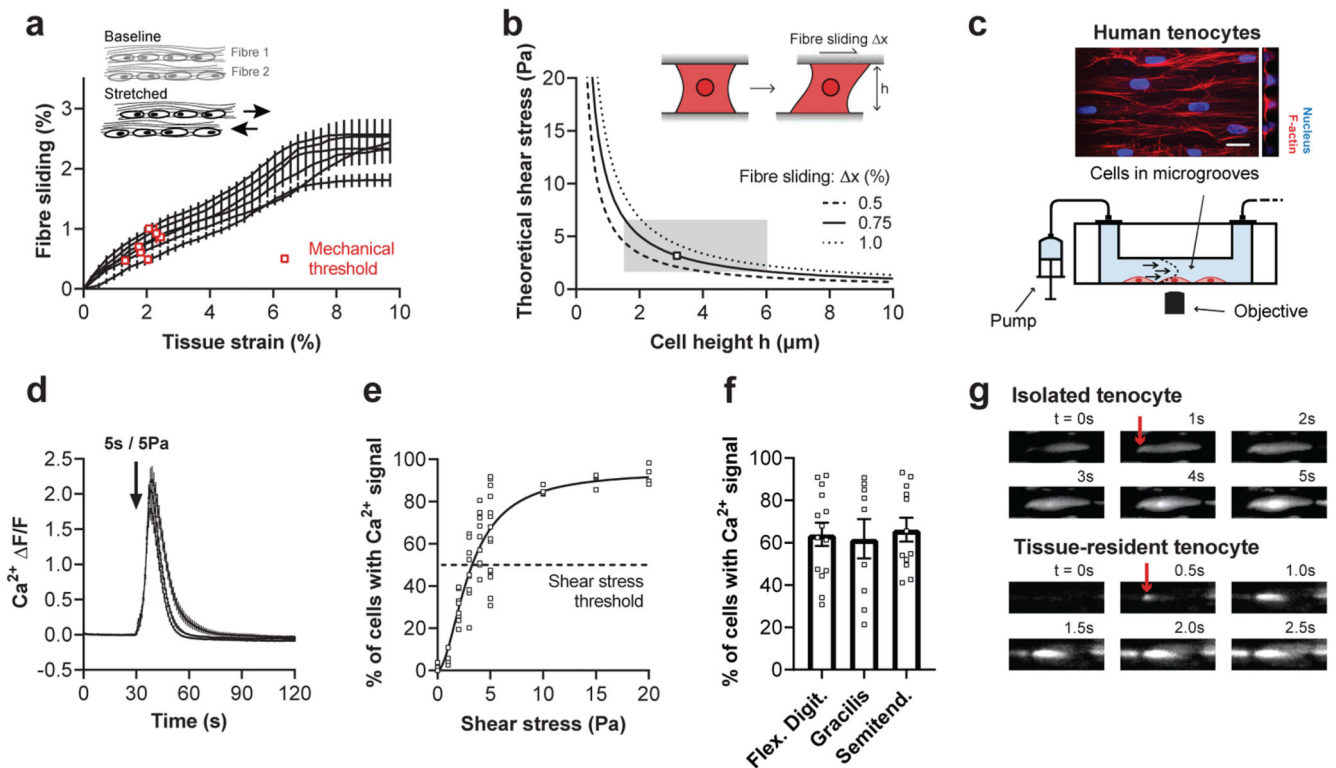 a
Baseline
Fibre 1
Fibre 2
Stretched
Fibre sliding (%)
3
2
1
0
Mechanical
threshold
0 2 4 6 8 10
Tissue strain (%)
b
Fibre sliding Δx
h
Theoretical shear stress (Pa)
20
15
10
5
0
Fibre sliding: Δx (%)
0.5
0.75
1.0
0 2 4 6 8 10
Cell height h (µm)
c
Human tenocytes
Nucleus
F-actin
Cells in microgrooves
Pump
Objective
d
5s / 5Pa
Ca2+ ΔF/F
2.5
2.0
1.5
1.0
0.5
0.0
-0.5
0 30 60 90 120
Time (s)
e
% of cells with Ca2+ signal
100
80
60
40
20
0
Shear stress
threshold
0 5 10 15 20
Shear stress (Pa)
f
% of cells with Ca2+ signal
100
80
60
40
20
0
Flex. Digit.
Gracilis
Semitend.
g
Isolated tenocyte
t = 0s 1s 2s
3s 4s 5s
Tissue-resident tenocyte
t = 0s 0.5s 1.0s
1.5s 2.0s 2.5s